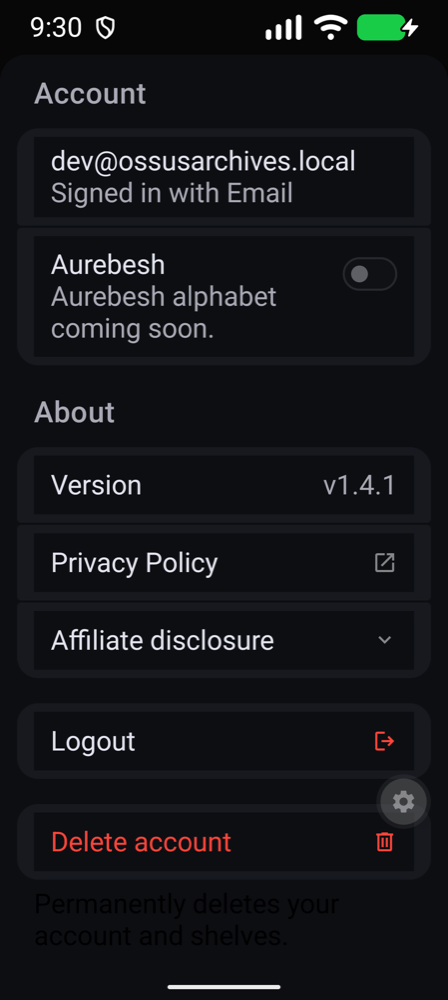 9:30
Account
dev@ossusarchives.local
Signed in with Email
Aurebesh
Aurebesh alphabet
coming soon.
About
Version v1.4.1
Privacy Policy
Affiliate disclosure
Logout
Delete account
Permanently deletes your
account and shelves.